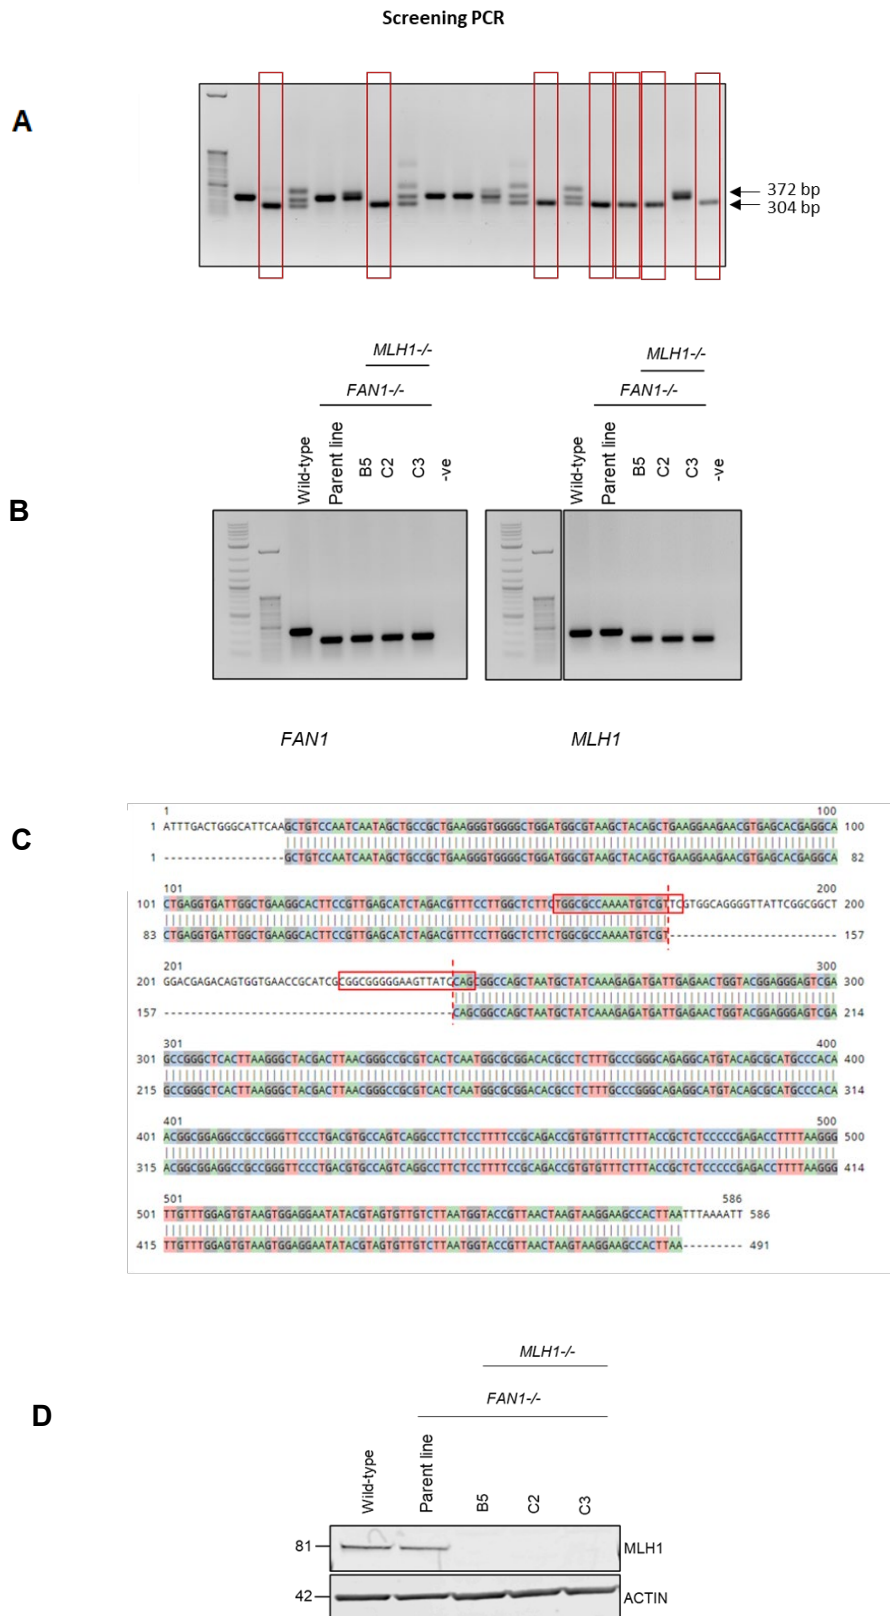 Screening PCR
A
372 bp
304 bp
MLH1-/-
FAN1-/-
Wild-type
Parent line
B5
C2
C3
-ve
MLH1-/-
FAN1-/-
Wild-type
Parent line
B5
C2
C3
-ve
B
FAN1
MLH1
C
1 100
1 ATTTGACTGGGCATTCAAGCTGTCCAATCAATAGCTGCCGCTGAAGGGTGGGGCTGGATGGCGTAAGCTACAGCTGAAGGAAGAACGTGAGCACGAGGCA 100
1 ------------------GCTGTCCAATCAATAGCTGCCGCTGAAGGGTGGGGCTGGATGGCGTAAGCTACAGCTGAAGGAAGAACGTGAGCACGAGGCA 82
101 200
101 CTGAGGTGATTGGCTGAAGGCACTTCCGTTGAGCATCTAGACGTTTCCTTGGCTCTTCTGGCGCCAAAATGTCGTTCGTGGCAGGGGTTATTCGGCGGCT 200
83 CTGAGGTGATTGGCTGAAGGCACTTCCGTTGAGCATCTAGACGTTTCCTTGGCTCTTCTGGCGCCAAAATGTCGT------------------------- 157
201 300
201 GGACGAGACAGTGGTGAACCGCATCGCGGCGGGGGAAGTTATCCAGCGGCCAGCTAATGCTATCAAAGAGATGATTGAGAACTGGTACGGAGGGAGTCGA 300
157 -------------------------------------------CAGCGGCCAGCTAATGCTATCAAAGAGATGATTGAGAACTGGTACGGAGGGAGTCGA 214
301 400
301 GCCGGGCTCACTTAAGGGCTACGACTTAACGGGCCGCGTCACTCAATGGCGCGGACACGCCTCTTTGCCCGGGCAGAGGCATGTACAGCGCATGCCCACA 400
215 GCCGGGCTCACTTAAGGGCTACGACTTAACGGGCCGCGTCACTCAATGGCGCGGACACGCCTCTTTGCCCGGGCAGAGGCATGTACAGCGCATGCCCACA 314
401 500
401 ACGGCGGAGGCCGCCGGGTTCCCTGACGTGCCAGTCAGGCCTTCTCCTTTTCCGCAGACCGTGTGTTTCTTTACCGCTCTCCCCCGAGACCTTTTAAGGG 500
315 ACGGCGGAGGCCGCCGGGTTCCCTGACGTGCCAGTCAGGCCTTCTCCTTTTCCGCAGACCGTGTGTTTCTTTACCGCTCTCCCCCGAGACCTTTTAAGGG 414
501 586
501 TTGTTTGGAGTGTAAGTGGAGGAATATACGTAGTGTTGTCTTAATGGTACCGTTAACTAAGTAAGGAAGCCACTTAATTTAAAATT 586
415 TTGTTTGGAGTGTAAGTGGAGGAATATACGTAGTGTTGTCTTAATGGTACCGTTAACTAAGTAAGGAAGCCACTTAA--------- 491
MLH1-/-
FAN1-/-
D
Wild-type
Parent line
B5
C2
C3
81
MLH1
42
ACTIN